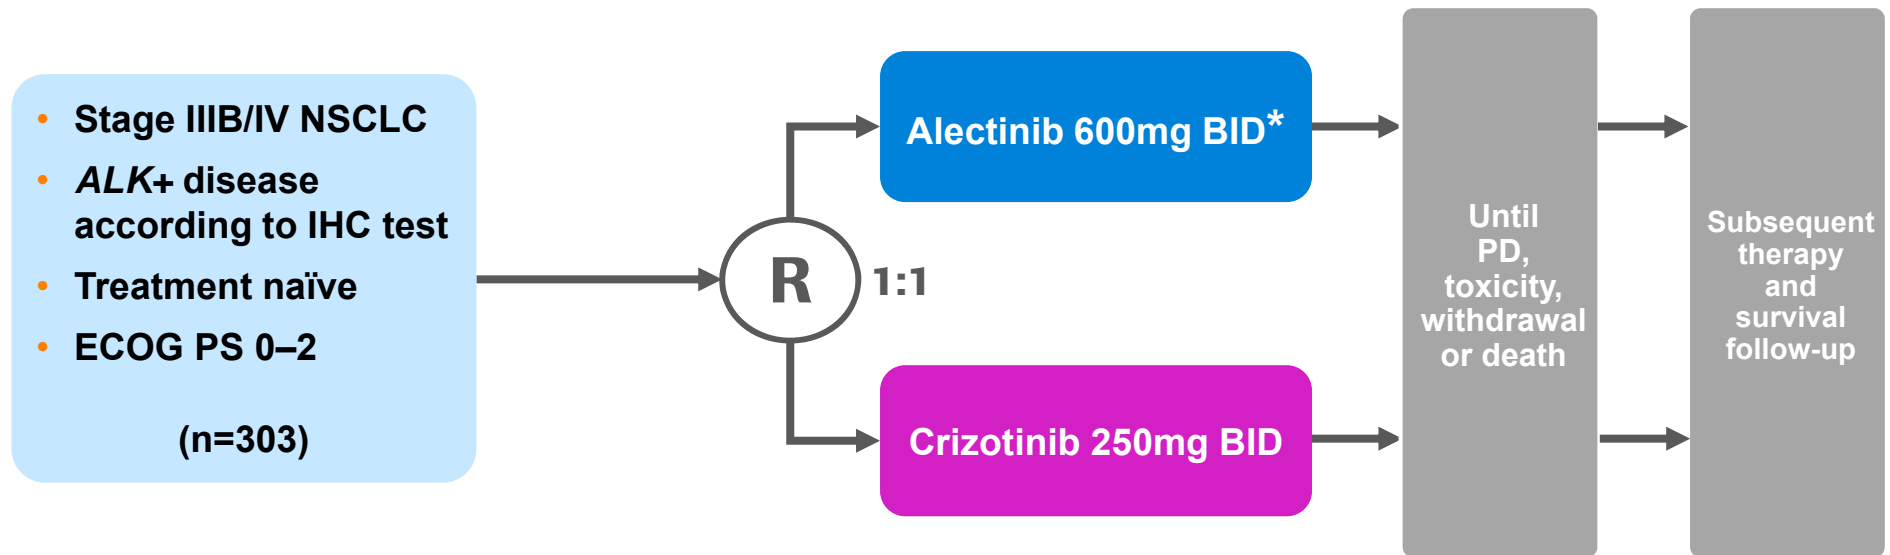 • Stage IIIB/IV NSCLC
• ALK+ disease
according to IHC test
• Treatment naïve
• ECOG PS 0–2
(n=303)
R 1:1
Alectinib 600mg BID*
Crizotinib 250mg BID
Until
PD,
toxicity,
withdrawal
or death
Subsequent
therapy
and
survival
follow-up